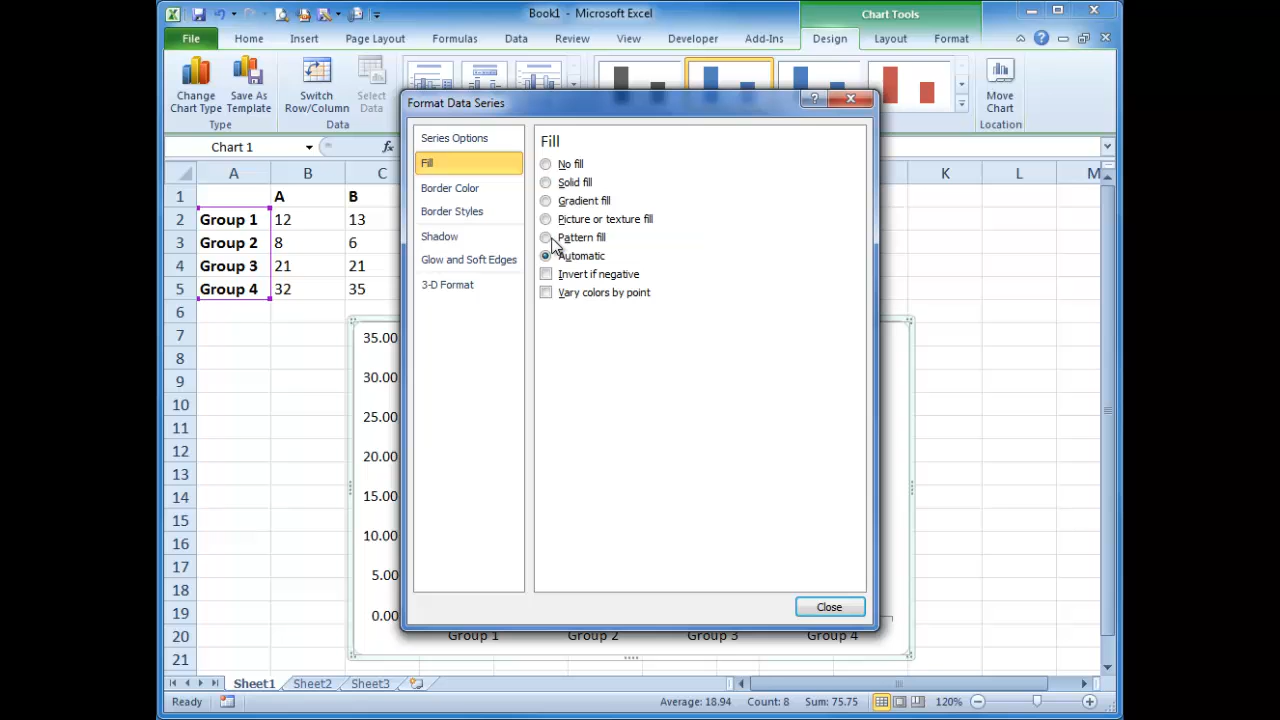 Book1 - Microsoft Excel
Chart Tools
File Home Insert Page Layout Formulas Data Review View Developer Add-Ins Design Layout Format
Change Chart Type
Save As Template
Switch Row/Column
Select Data
Move Chart
Type Data Location
Chart 1 fx
Format Data Series
Series Options
Fill
Border Color
Border Styles
Shadow
Glow and Soft Edges
3-D Format
Fill
No fill
Solid fill
Gradient fill
Picture or texture fill
Pattern fill
Automatic
Invert if negative
Vary colors by point
Close
A B C K L M
1 A B
2 Group 1 12 13
3 Group 2 8 6
4 Group 3 21 21
5 Group 4 32 35
6
7
8
9
10
11
12
13
14
15
16
17
18
19
20
21
35.00
30.00
25.00
20.00
15.00
10.00
5.00
0.00
Group 1 Group 2 Group 3 Group 4
Sheet1 Sheet2 Sheet3
Ready Average: 18.94 Count: 8 Sum: 75.75 120%